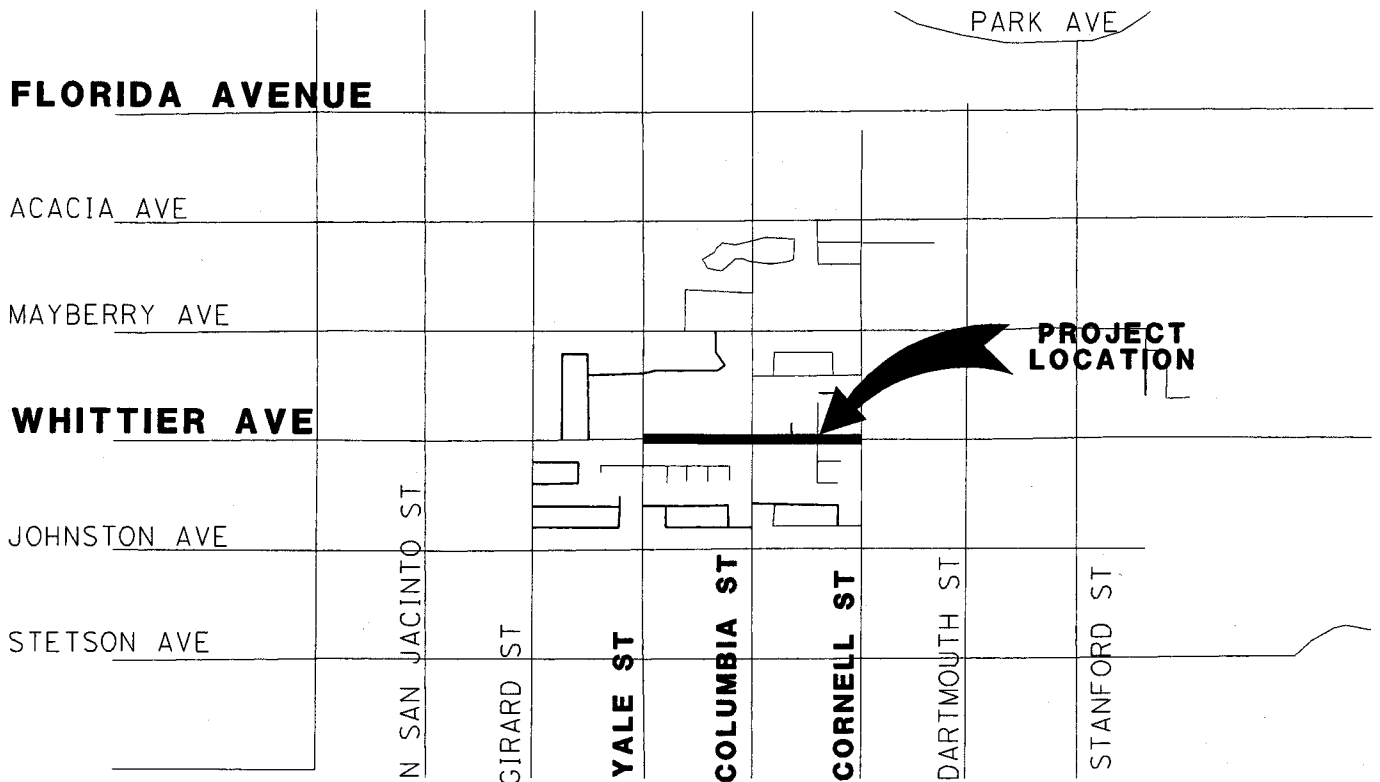 PARK AVE
FLORIDA AVENUE
ACACIA AVE
MAYBERRY AVE
PROJECT
LOCATION
WHITTIER AVE
JOHNSTON AVE
STETSON AVE
N SAN JACINTO ST
GIRARD ST
YALE ST
COLUMBIA ST
CORNELL ST
DARTMOUTH ST
STANFORD ST